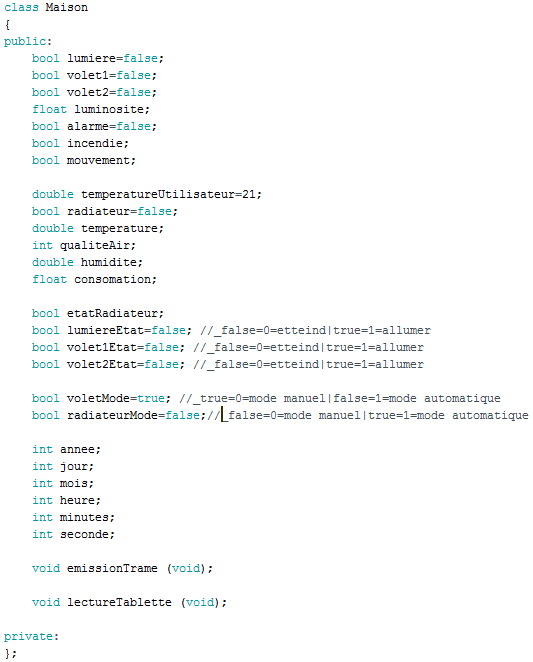 class Maison
{
public:
    bool lumiere=false;
    bool volet1=false;
    bool volet2=false;
    float luminosite;
    bool alarme=false;
    bool incendie;
    bool mouvement;

    double temperatureUtilisateur=21;
    bool radiateur=false;
    double temperature;
    int qualiteAir;
    double humidite;
    float consomation;

    bool etatRadiateur;
    bool lumiereEtat=false; //_false=0=etteind|true=1=allumer
    bool volet1Etat=false; //_false=0=etteind|true=1=allumer
    bool volet2Etat=false; //_false=0=etteind|true=1=allumer

    bool voletMode=true; //_true=0=mode manuel|false=1=mode automatique
    bool radiateurMode=false;//_false=0=mode manuel|true=1=mode automatique

    int annee;
    int jour;
    int mois;
    int heure;
    int minutes;
    int seconde;

    void emissionTrame (void);

    void lectureTablette (void);

private:
};